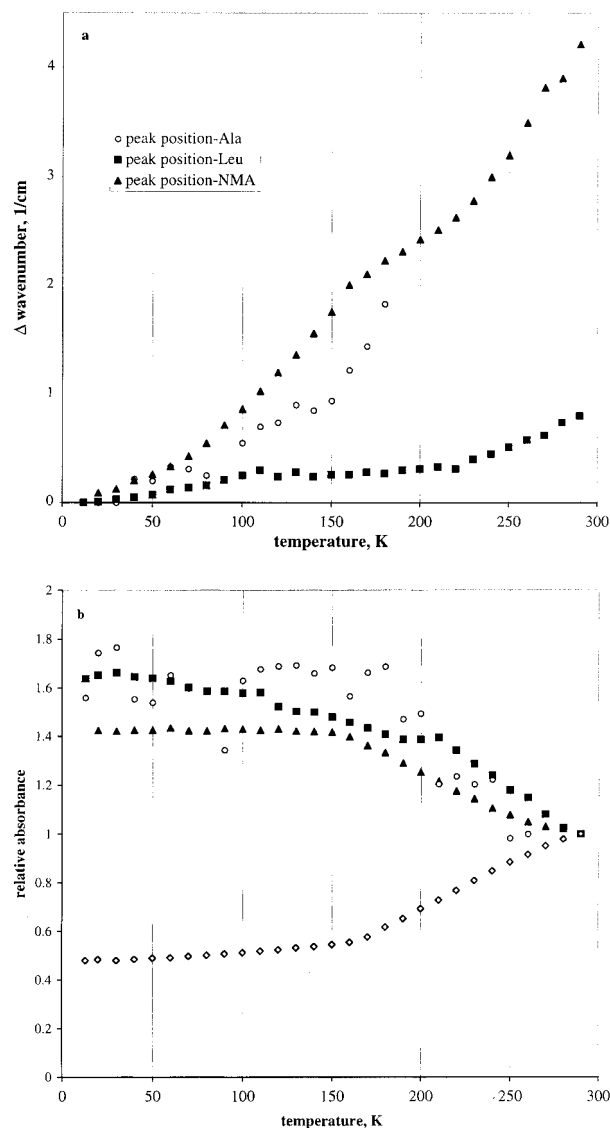 a
4
3
2
1
0
Δ wavenumber, 1/cm
peak position-Ala
peak position-Leu
peak position-NMA
0 50 100 150 200 250 300
temperature, K
b
2
1.8
1.6
1.4
1.2
1
0.8
0.6
0.4
0.2
0
relative absorbance
0 50 100 150 200 250 300
temperature, K